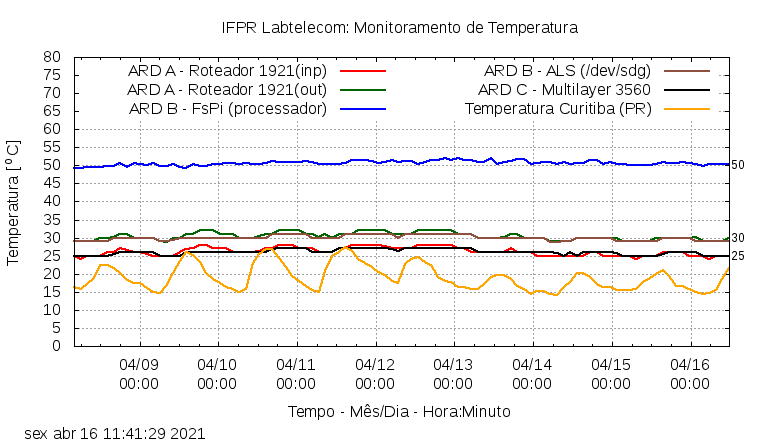 IFPR Labtelecom: Monitoramento de Temperatura
80
75
70
65
60
55
50
45
40
35
30
25
20
15
10
5
0
Temperatura [ º C]
ARD A - Roteador 1921(inp)
ARD A - Roteador 1921(out)
ARD B - FsPi (processador)
ARD B - ALS (/dev/sdg)
ARD C - Multilayer 3560
Temperatura Curitiba (PR)
50
30
25
04/09 04/10 04/11 04/12 04/13 04/14 04/15 04/16
00:00 00:00 00:00 00:00 00:00 00:00 00:00 00:00
Tempo - Mês/Dia - Hora:Minuto
sex abr 16 11:41:29 2021